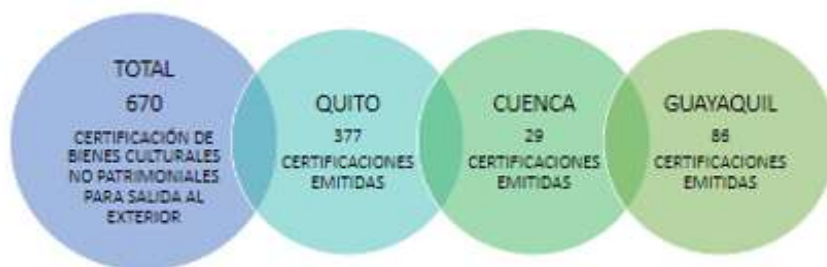 TOTAL
670
CERTIFICACIÓN DE
BIENES CULTURALES
NO PATRIMONIALES
PARA SALIDA AL
EXTERIOR
QUITO
377
CERTIFICACIONES
EMITIDAS
CUENCA
29
CERTIFICACIONES
EMITIDAS
GUAYAQUIL
86
CERTIFICACIONES
EMITIDAS